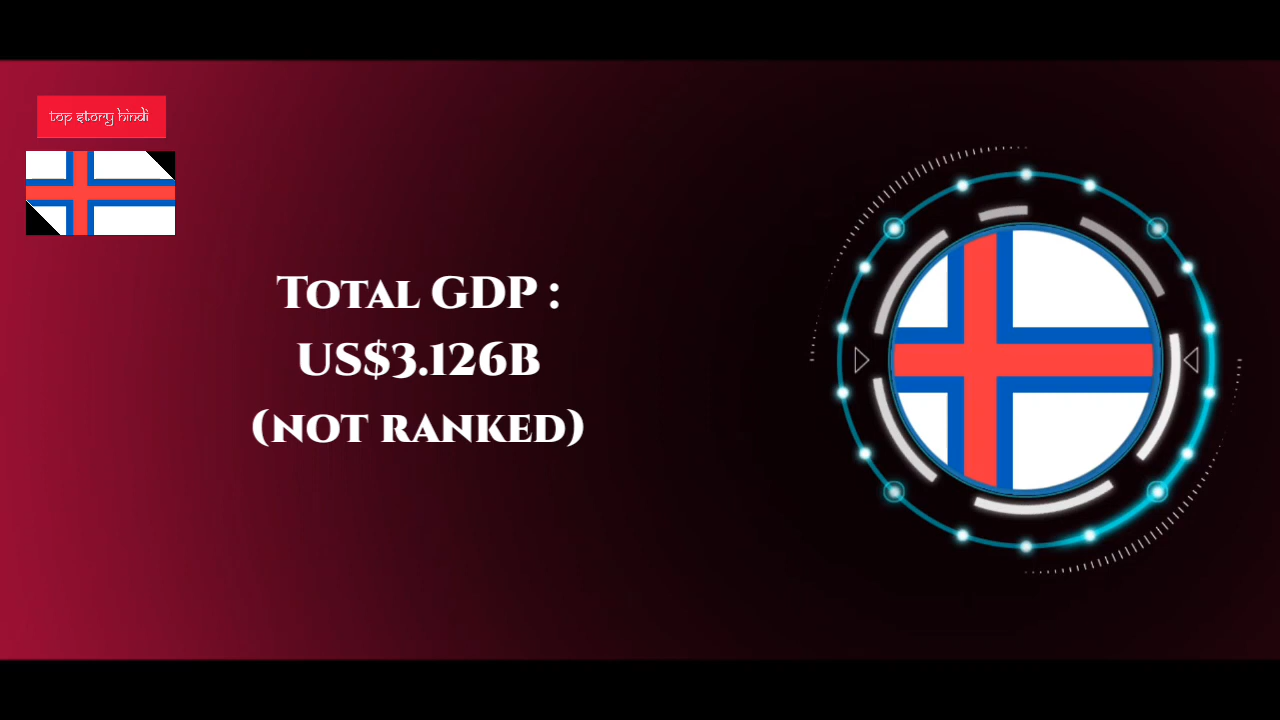 top story hindi
Total GDP :
US$3.126B
(not ranked)